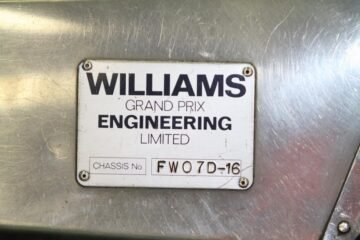 WILLIAMS
GRAND PRIX
ENGINEERING
LIMITED
CHASSIS No FW07D-16